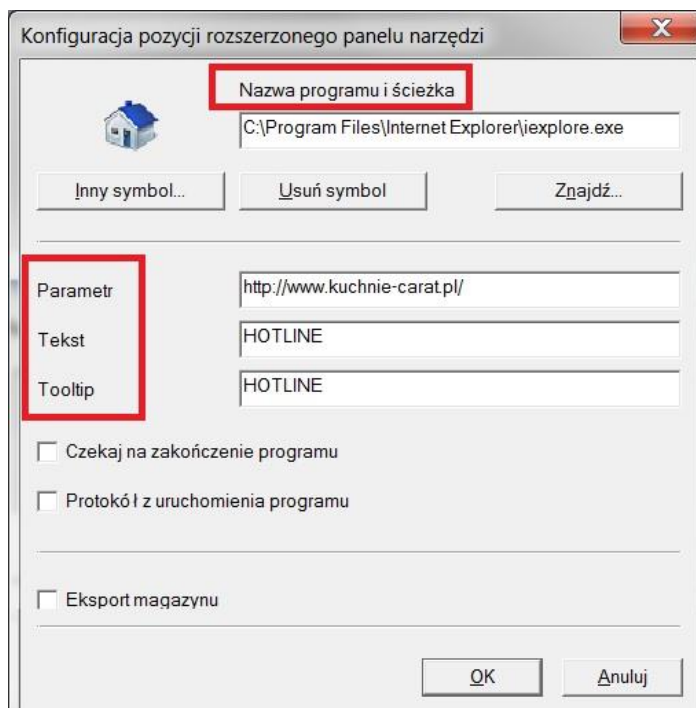 Konfiguracja pozycji rozszerzonego panelu narzędzi
Nazwa programu i ścieżka
C:\Program Files\Internet Explorer\iexplore.exe
Inny symbol... Usuń symbol Znajdź...
Parametr http://www.kuchnie-carat.pl/
Tekst HOTLINE
Tooltip HOTLINE
Czekaj na zakończenie programu
Protokół z uruchomienia programu
Eksport magazynu
OK Anuluj